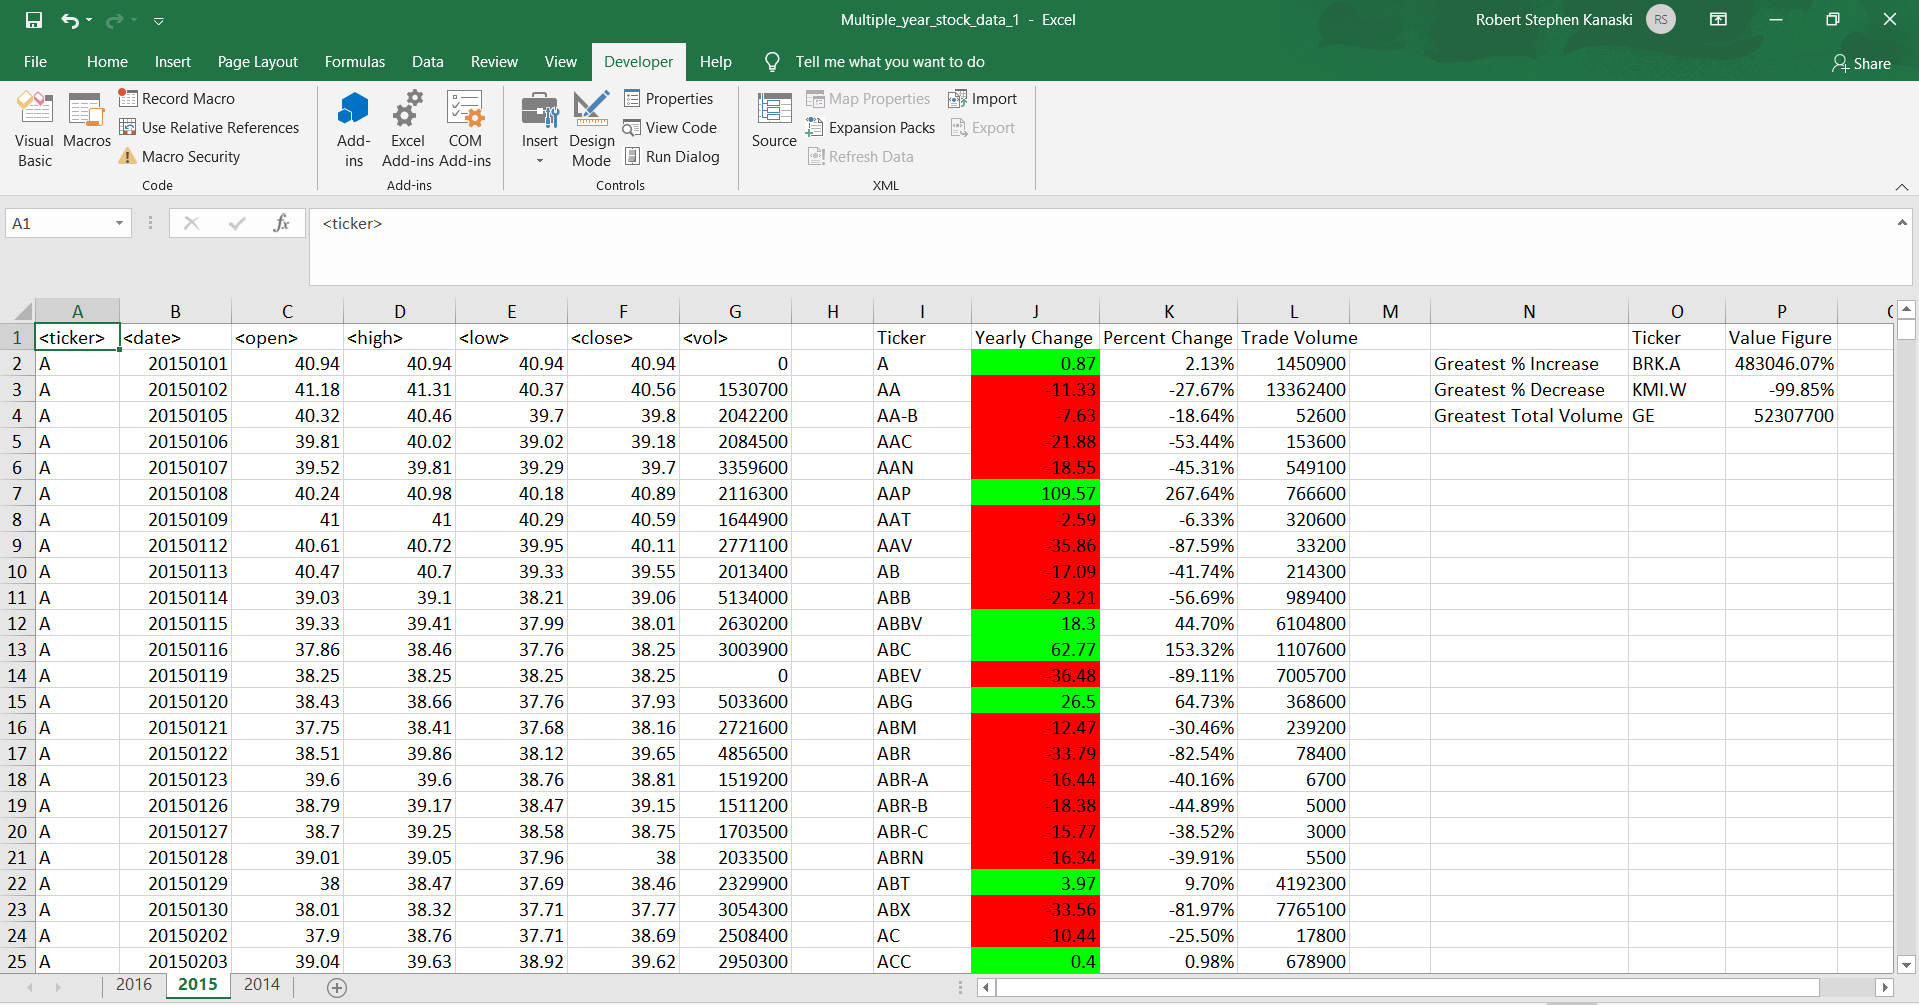 Multiple_year_stock_data_1 - Excel
Robert Stephen Kanaski RS
File Home Insert Page Layout Formulas Data Review View Developer Help Tell me what you want to do Share
Visual Basic
Macros
Record Macro
Use Relative References
Macro Security
Code
Add-ins
Excel Add-ins
COM Add-ins
Add-ins
Insert
Design Mode
Properties
View Code
Run Dialog
Controls
Source
Map Properties
Expansion Packs
Refresh Data
Import
Export
XML
A1 fx <ticker>
A B C D E F G H I J K L M N O P
1 <ticker> <date> <open> <high> <low> <close> <vol> Ticker Yearly Change Percent Change Trade Volume Ticker Value Figure
2 A 20150101 40.94 40.94 40.94 40.94 0 A 0.87 2.13% 1450900 Greatest % Increase BRK.A 483046.07%
3 A 20150102 41.18 41.31 40.37 40.56 1530700 AA -11.33 -27.67% 13362400 Greatest % Decrease KMI.W -99.85%
4 A 20150105 40.32 40.46 39.7 39.8 2042200 AA-B -7.63 -18.64% 52600 Greatest Total Volume GE 52307700
5 A 20150106 39.81 40.02 39.02 39.18 2084500 AAC -21.88 -53.44% 153600
6 A 20150107 39.52 39.81 39.29 39.7 3359600 AAN -18.55 -45.31% 549100
7 A 20150108 40.24 40.98 40.18 40.89 2116300 AAP 109.57 267.64% 766600
8 A 20150109 41 41 40.29 40.59 1644900 AAT -2.59 -6.33% 320600
9 A 20150112 40.61 40.72 39.95 40.11 2771100 AAV -35.86 -87.59% 33200
10 A 20150113 40.47 40.7 39.33 39.55 2013400 AB -17.09 -41.74% 214300
11 A 20150114 39.03 39.1 38.21 39.06 5134000 ABB -23.21 -56.69% 989400
12 A 20150115 39.33 39.41 37.99 38.01 2630200 ABBV 18.3 44.70% 6104800
13 A 20150116 37.86 38.46 37.76 38.25 3003900 ABC 62.77 153.32% 1107600
14 A 20150119 38.25 38.25 38.25 38.25 0 ABEV -36.48 -89.11% 7005700
15 A 20150120 38.43 38.66 37.76 37.93 5033600 ABG 26.5 64.73% 368600
16 A 20150121 37.75 38.41 37.68 38.16 2721600 ABM -12.47 -30.46% 239200
17 A 20150122 38.51 39.86 38.12 39.65 4856500 ABR -33.79 -82.54% 78400
18 A 20150123 39.6 39.6 38.76 38.81 1519200 ABR-A -16.44 -40.16% 6700
19 A 20150126 38.79 39.17 38.47 39.15 1511200 ABR-B -18.38 -44.89% 5000
20 A 20150127 38.7 39.25 38.58 38.75 1703500 ABR-C -15.77 -38.52% 3000
21 A 20150128 39.01 39.05 37.96 38 2033500 ABRN -16.34 -39.91% 5500
22 A 20150129 38 38.47 37.69 38.46 2329900 ABT 3.97 9.70% 4192300
23 A 20150130 38.01 38.32 37.71 37.77 3054300 ABX -33.56 -81.97% 7765100
24 A 20150202 37.9 38.76 37.71 38.69 2508400 AC -10.44 -25.50% 17800
25 A 20150203 39.04 39.63 38.92 39.62 2950300 ACC 0.4 0.98% 678900
2016 2015 2014